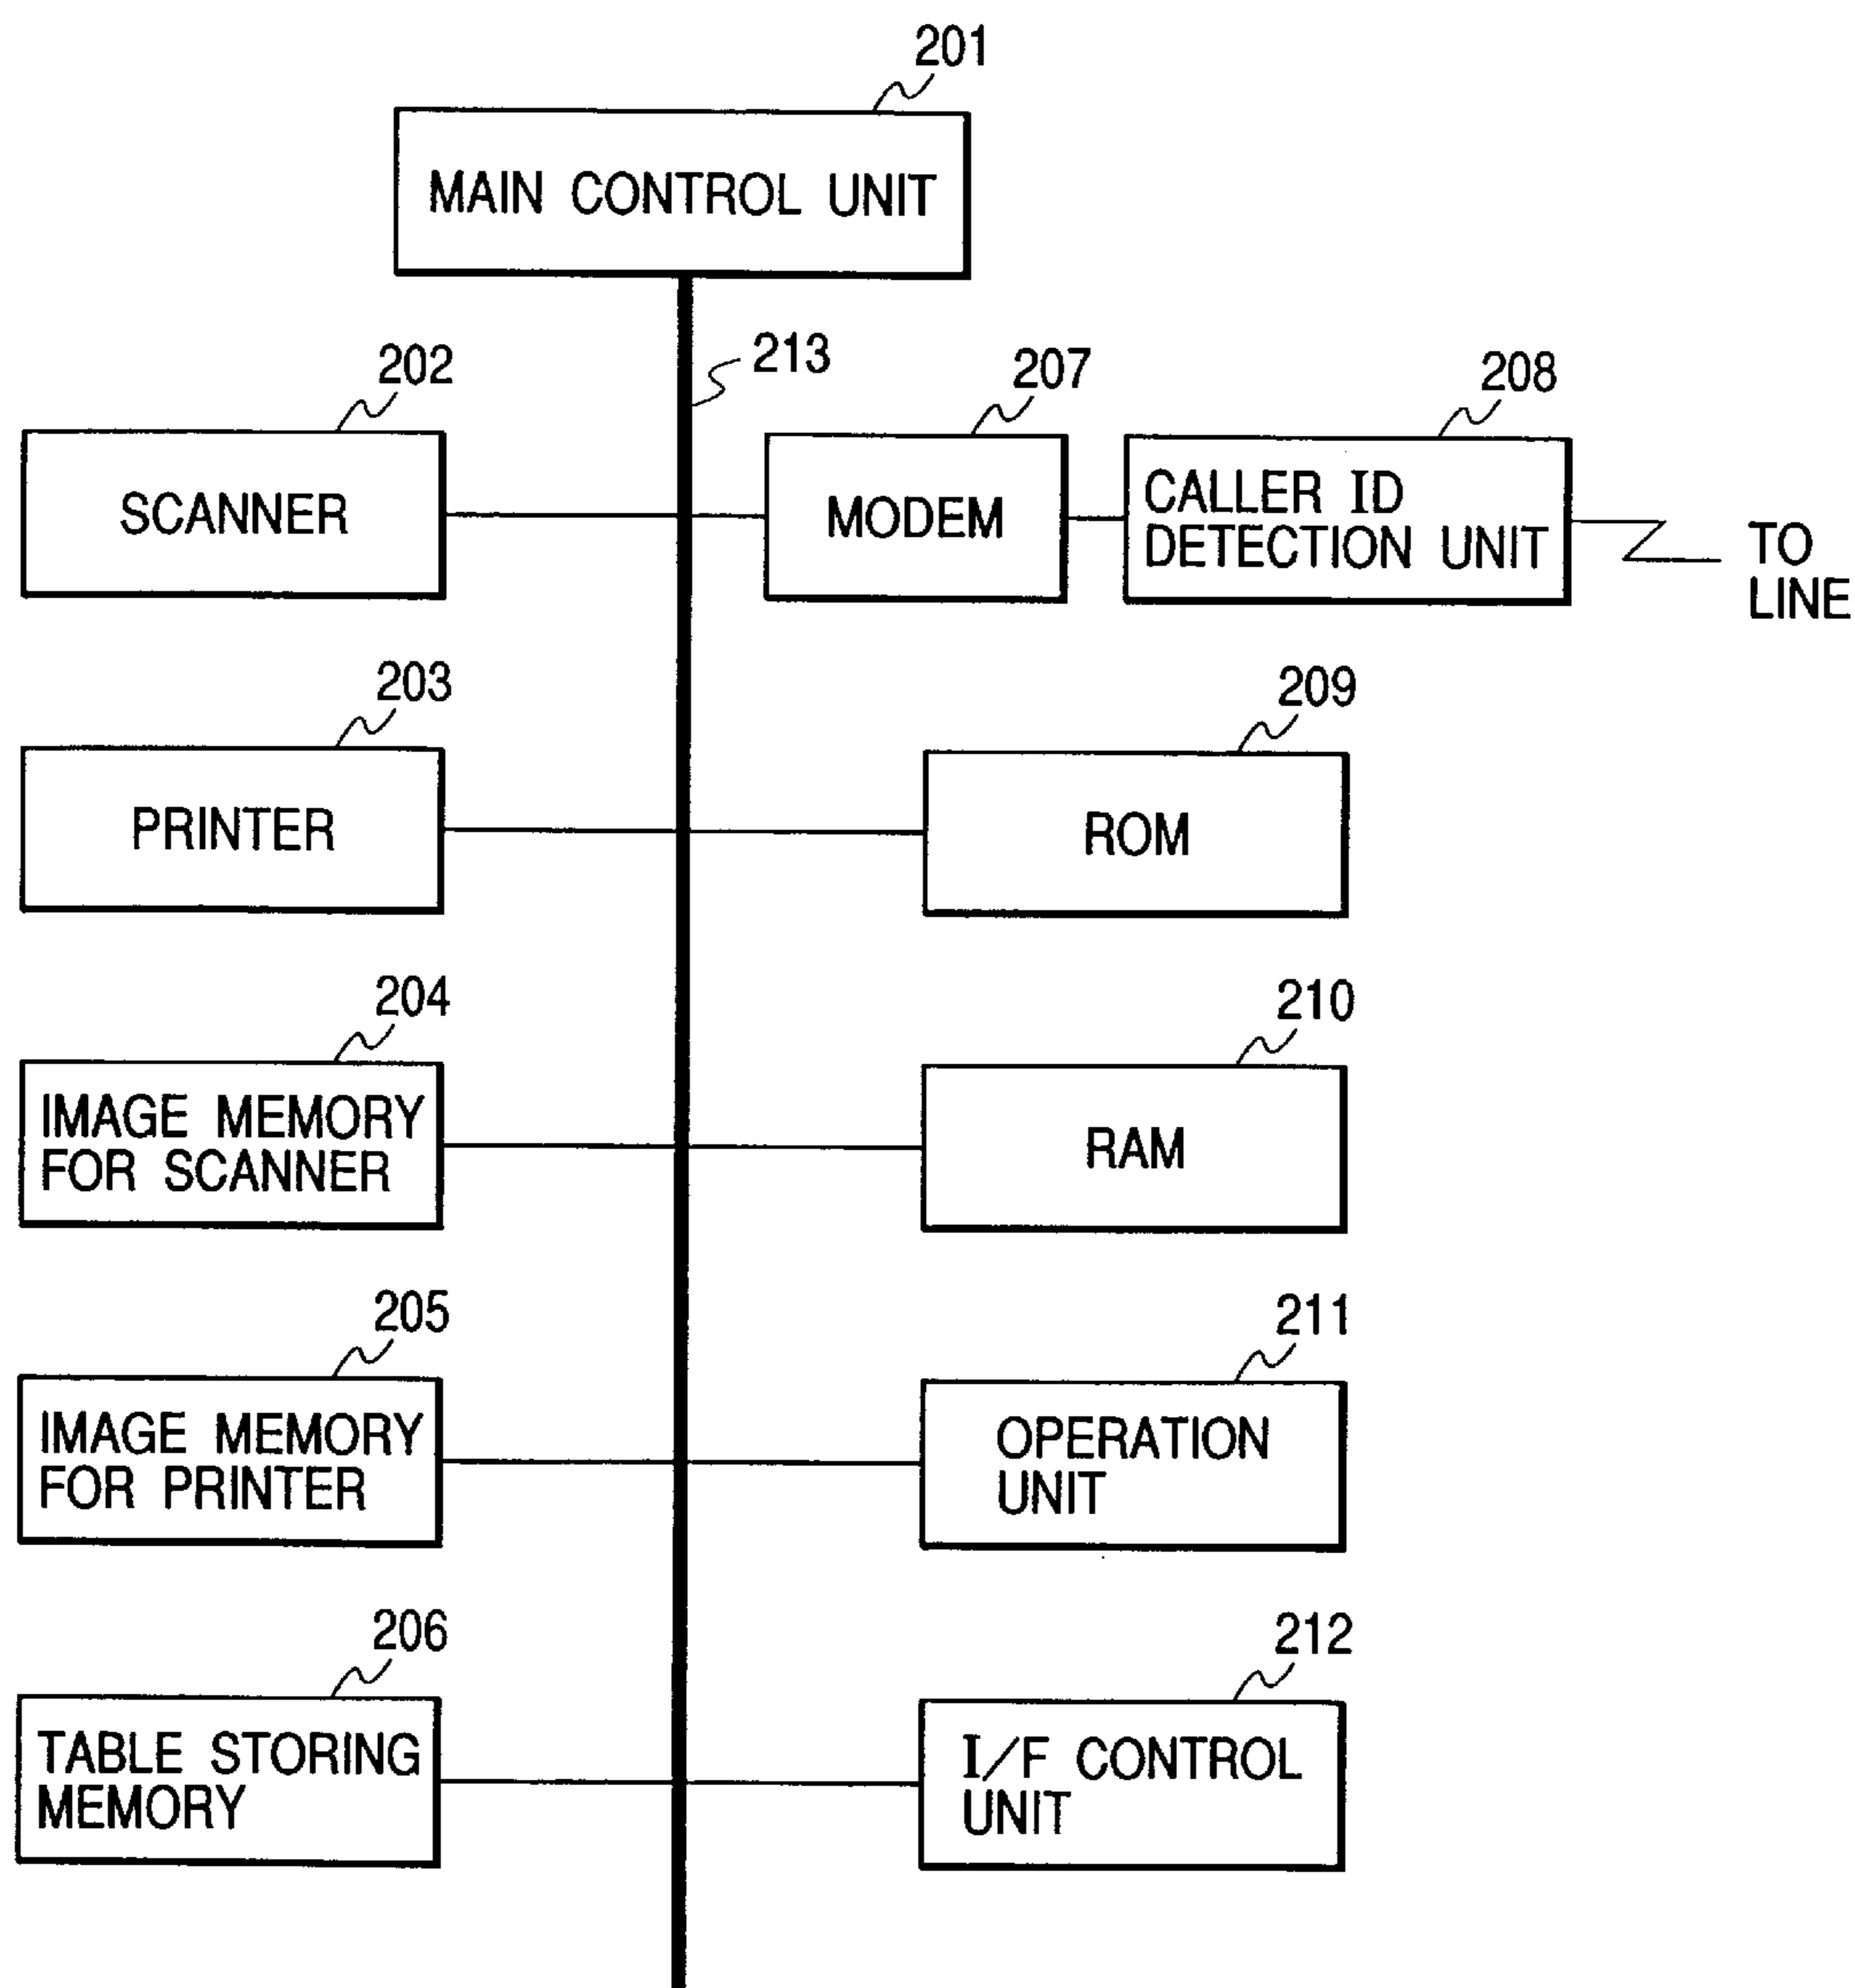 201
MAIN CONTROL UNIT
213
202
SCANNER
207
MODEM
208
CALLER ID
DETECTION UNIT
TO
LINE
203
PRINTER
209
ROM
204
IMAGE MEMORY
FOR SCANNER
210
RAM
205
IMAGE MEMORY
FOR PRINTER
211
OPERATION
UNIT
206
TABLE STORING
MEMORY
212
I/F CONTROL
UNIT